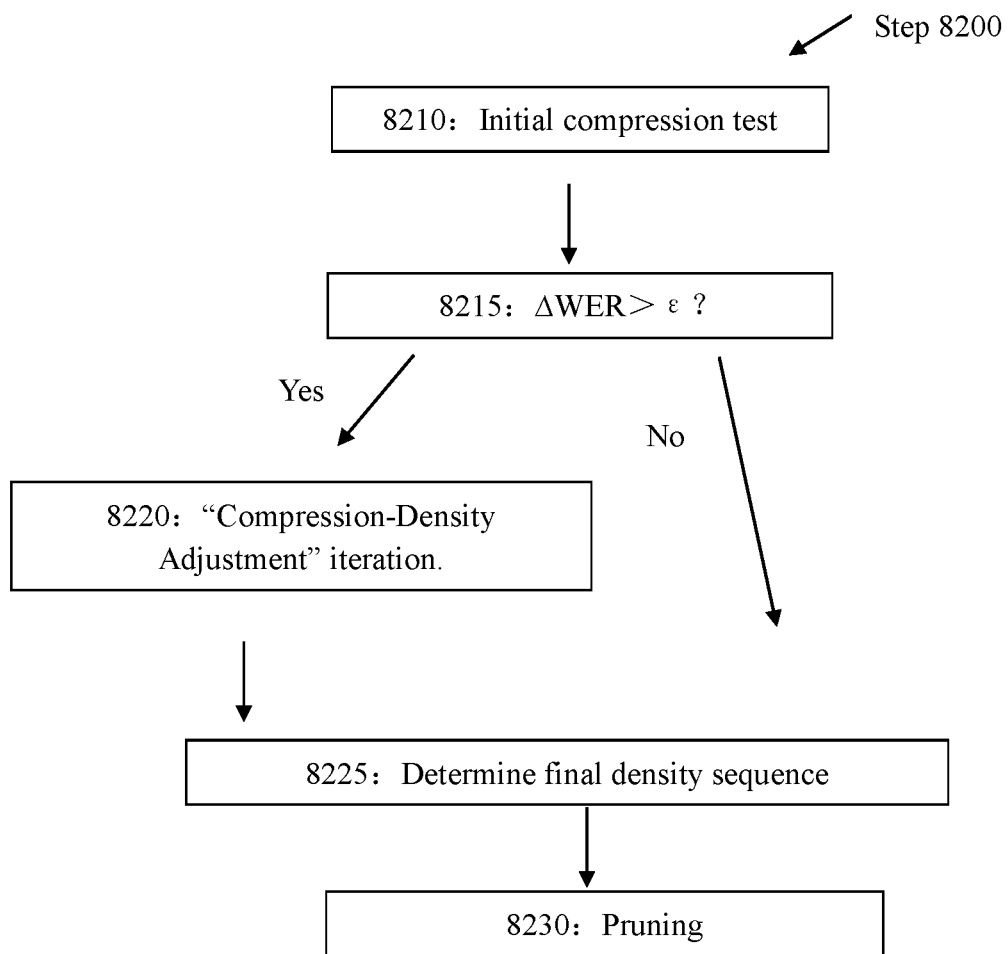 Step 8200
8210：Initial compression test
8215：ΔWER＞ε？
Yes
No
8220：“Compression-Density
Adjustment” iteration.
8225：Determine final density sequence
8230：Pruning